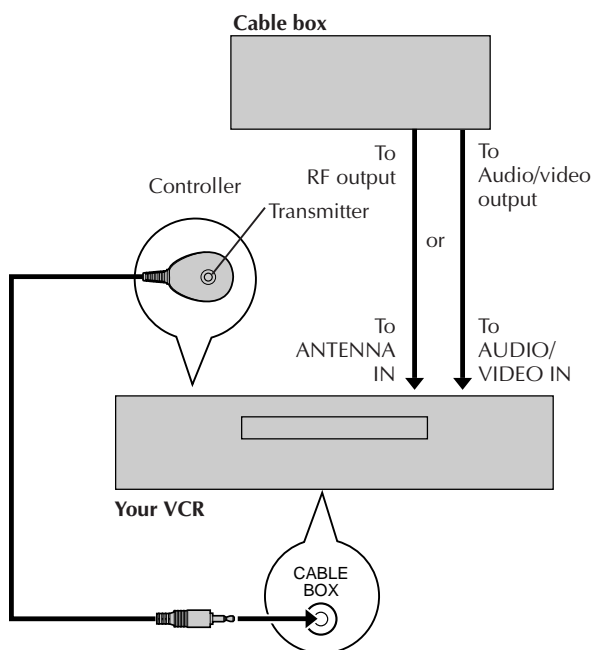 Cable box
To
RF output
To
Audio/video
output
Controller
Transmitter
or
To
ANTENNA
IN
To
AUDIO/
VIDEO IN
Your VCR
CABLE
BOX